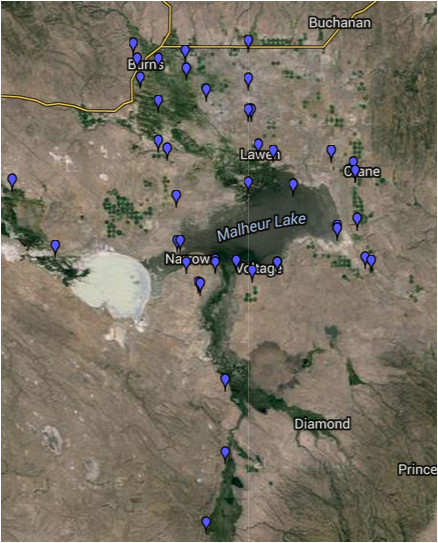 Buchanan
Burns
Lawen
Crane
Malheur Lake
Narrows
Voltage
Diamond
Prince